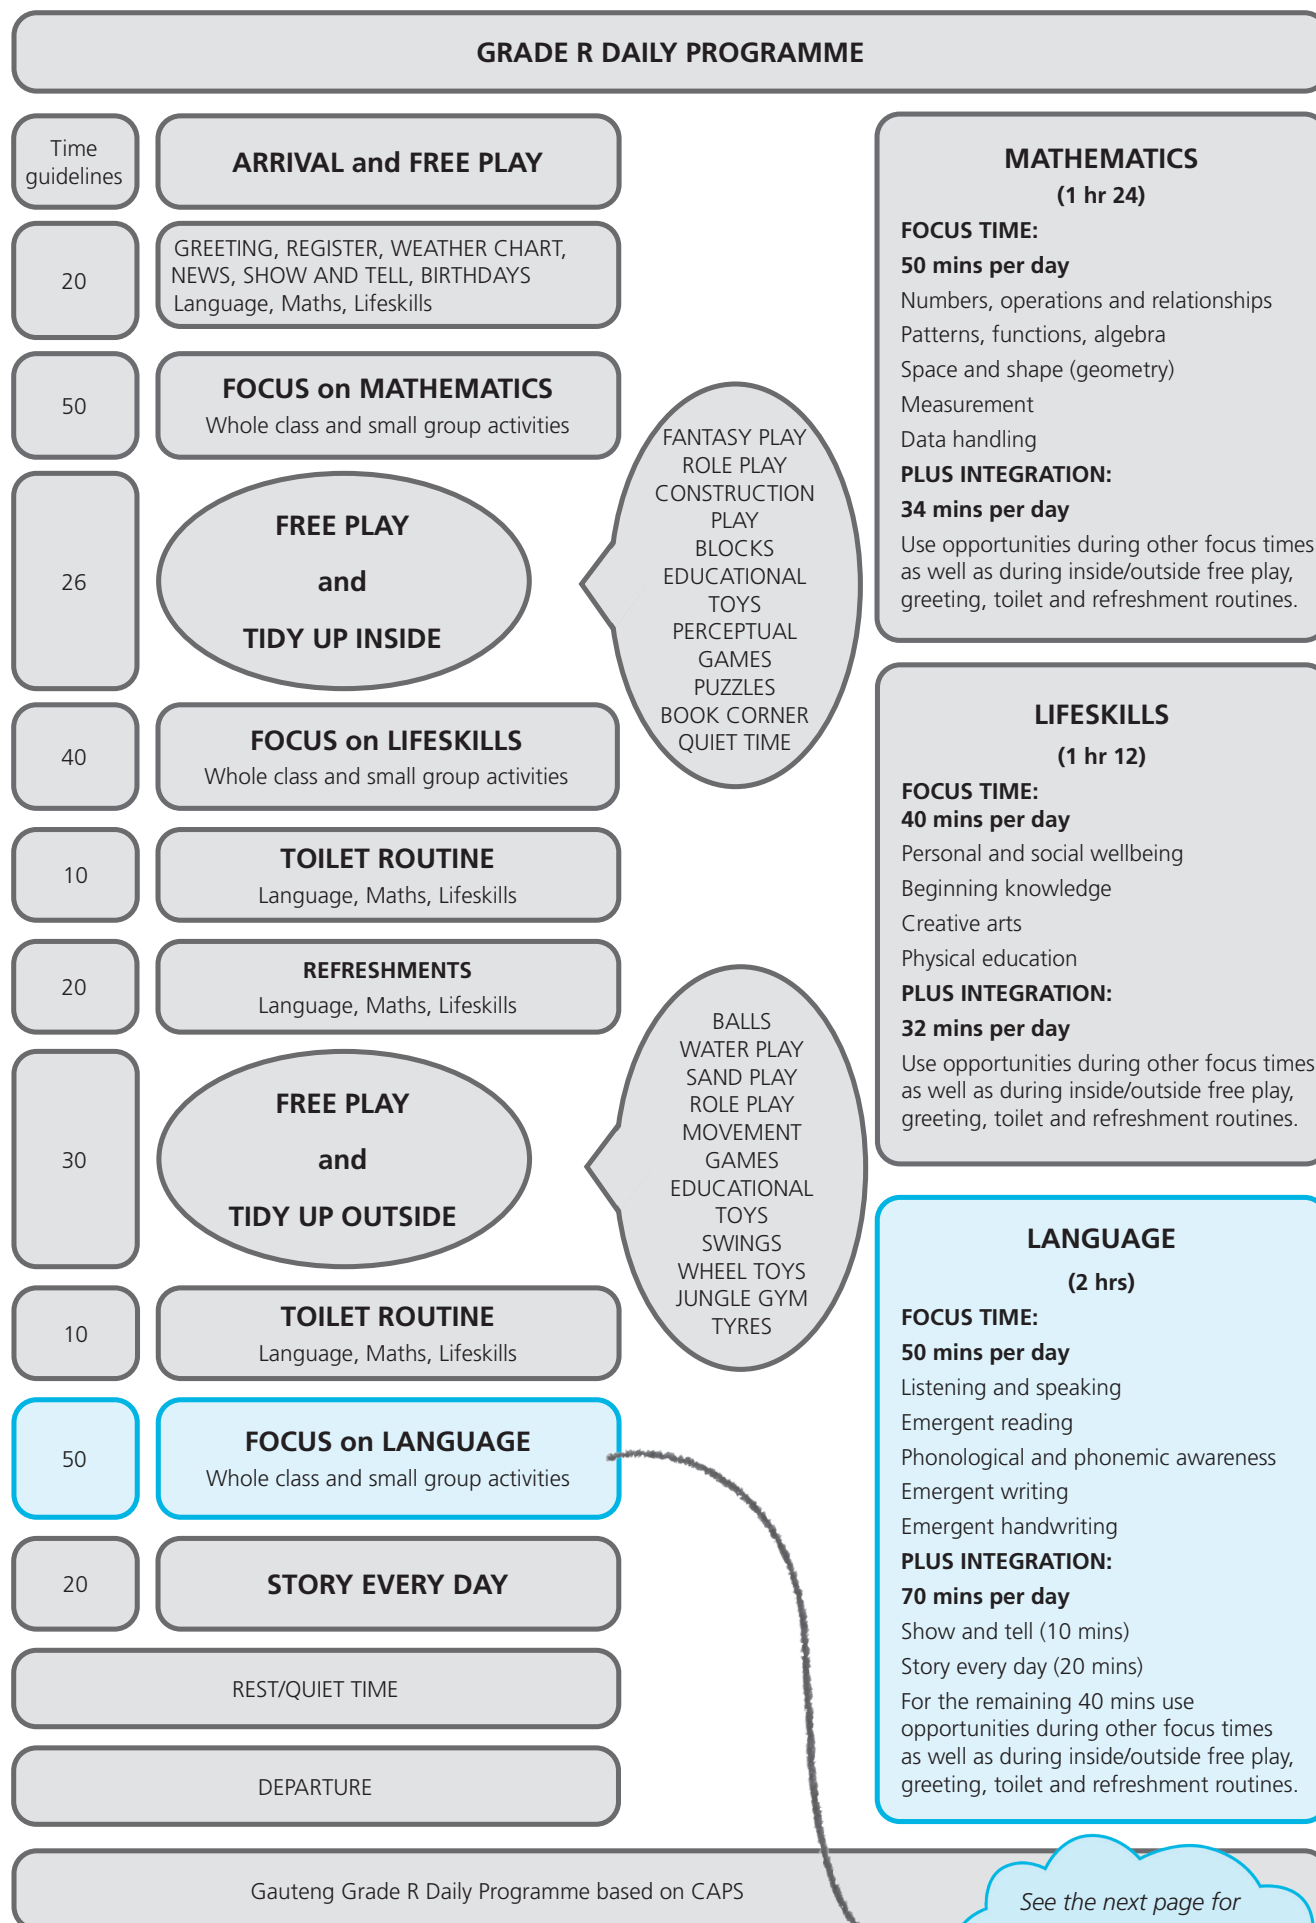 GRADE R DAILY PROGRAMME
Time
guidelines
ARRIVAL and FREE PLAY
20
GREETING, REGISTER, WEATHER CHART,
NEWS, SHOW AND TELL, BIRTHDAYS
Language, Maths, Lifeskills
50
FOCUS on MATHEMATICS
Whole class and small group activities
26
FREE PLAY
and
TIDY UP INSIDE
FANTASY PLAY
ROLE PLAY
CONSTRUCTION
PLAY
BLOCKS
EDUCATIONAL
TOYS
PERCEPTUAL
GAMES
PUZZLES
BOOK CORNER
QUIET TIME
40
FOCUS on LIFESKILLS
Whole class and small group activities
10
TOILET ROUTINE
Language, Maths, Lifeskills
20
REFRESHMENTS
Language, Maths, Lifeskills
30
FREE PLAY
and
TIDY UP OUTSIDE
BALLS
WATER PLAY
SAND PLAY
ROLE PLAY
MOVEMENT
GAMES
EDUCATIONAL
TOYS
SWINGS
WHEEL TOYS
JUNGLE GYM
TYRES
10
TOILET ROUTINE
Language, Maths, Lifeskills
50
FOCUS on LANGUAGE
Whole class and small group activities
20
STORY EVERY DAY
REST/QUIET TIME
DEPARTURE
MATHEMATICS
(1 hr 24)
FOCUS TIME:
50 mins per day
Numbers, operations and relationships
Patterns, functions, algebra
Space and shape (geometry)
Measurement
Data handling
PLUS INTEGRATION:
34 mins per day
Use opportunities during other focus times
as well as during inside/outside free play,
greeting, toilet and refreshment routines.
LIFESKILLS
(1 hr 12)
FOCUS TIME:
40 mins per day
Personal and social wellbeing
Beginning knowledge
Creative arts
Physical education
PLUS INTEGRATION:
32 mins per day
Use opportunities during other focus times
as well as during inside/outside free play,
greeting, toilet and refreshment routines.
LANGUAGE
(2 hrs)
FOCUS TIME:
50 mins per day
Listening and speaking
Emergent reading
Phonological and phonemic awareness
Emergent writing
Emergent handwriting
PLUS INTEGRATION:
70 mins per day
Show and tell (10 mins)
Story every day (20 mins)
For the remaining 40 mins use
opportunities during other focus times
as well as during inside/outside free play,
greeting, toilet and refreshment routines.
Gauteng Grade R Daily Programme based on CAPS
See the next page for